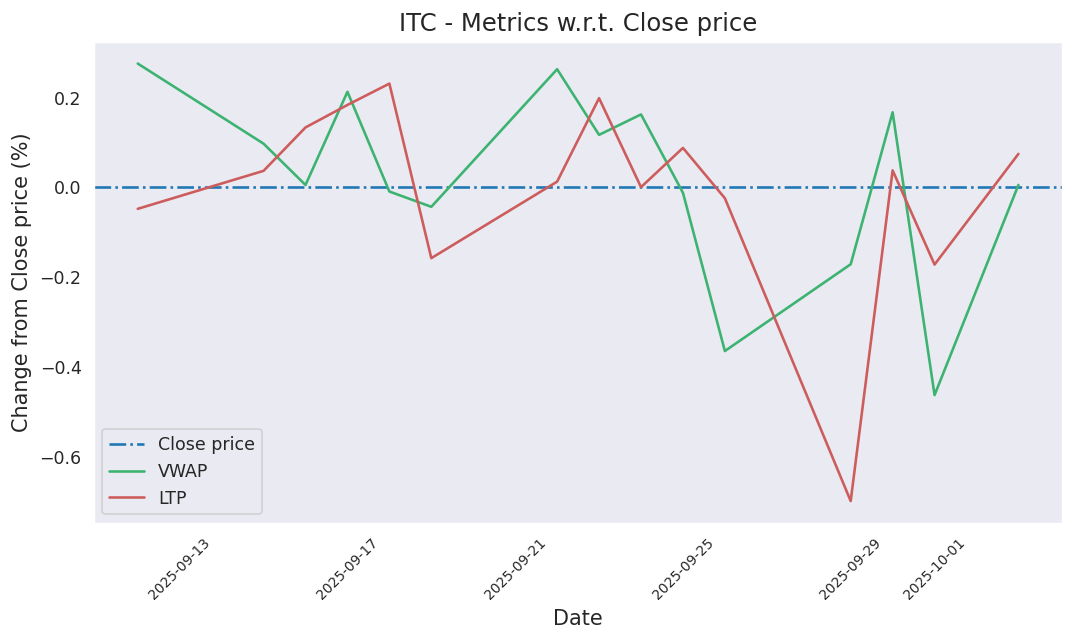 ITC - Metrics w.r.t. Close price
Change from Close price (%)
0.2
0.0
−0.2
−0.4
−0.6
Close price
VWAP
LTP
2025-09-13
2025-09-17
2025-09-21
2025-09-25
2025-09-29
2025-10-01
Date